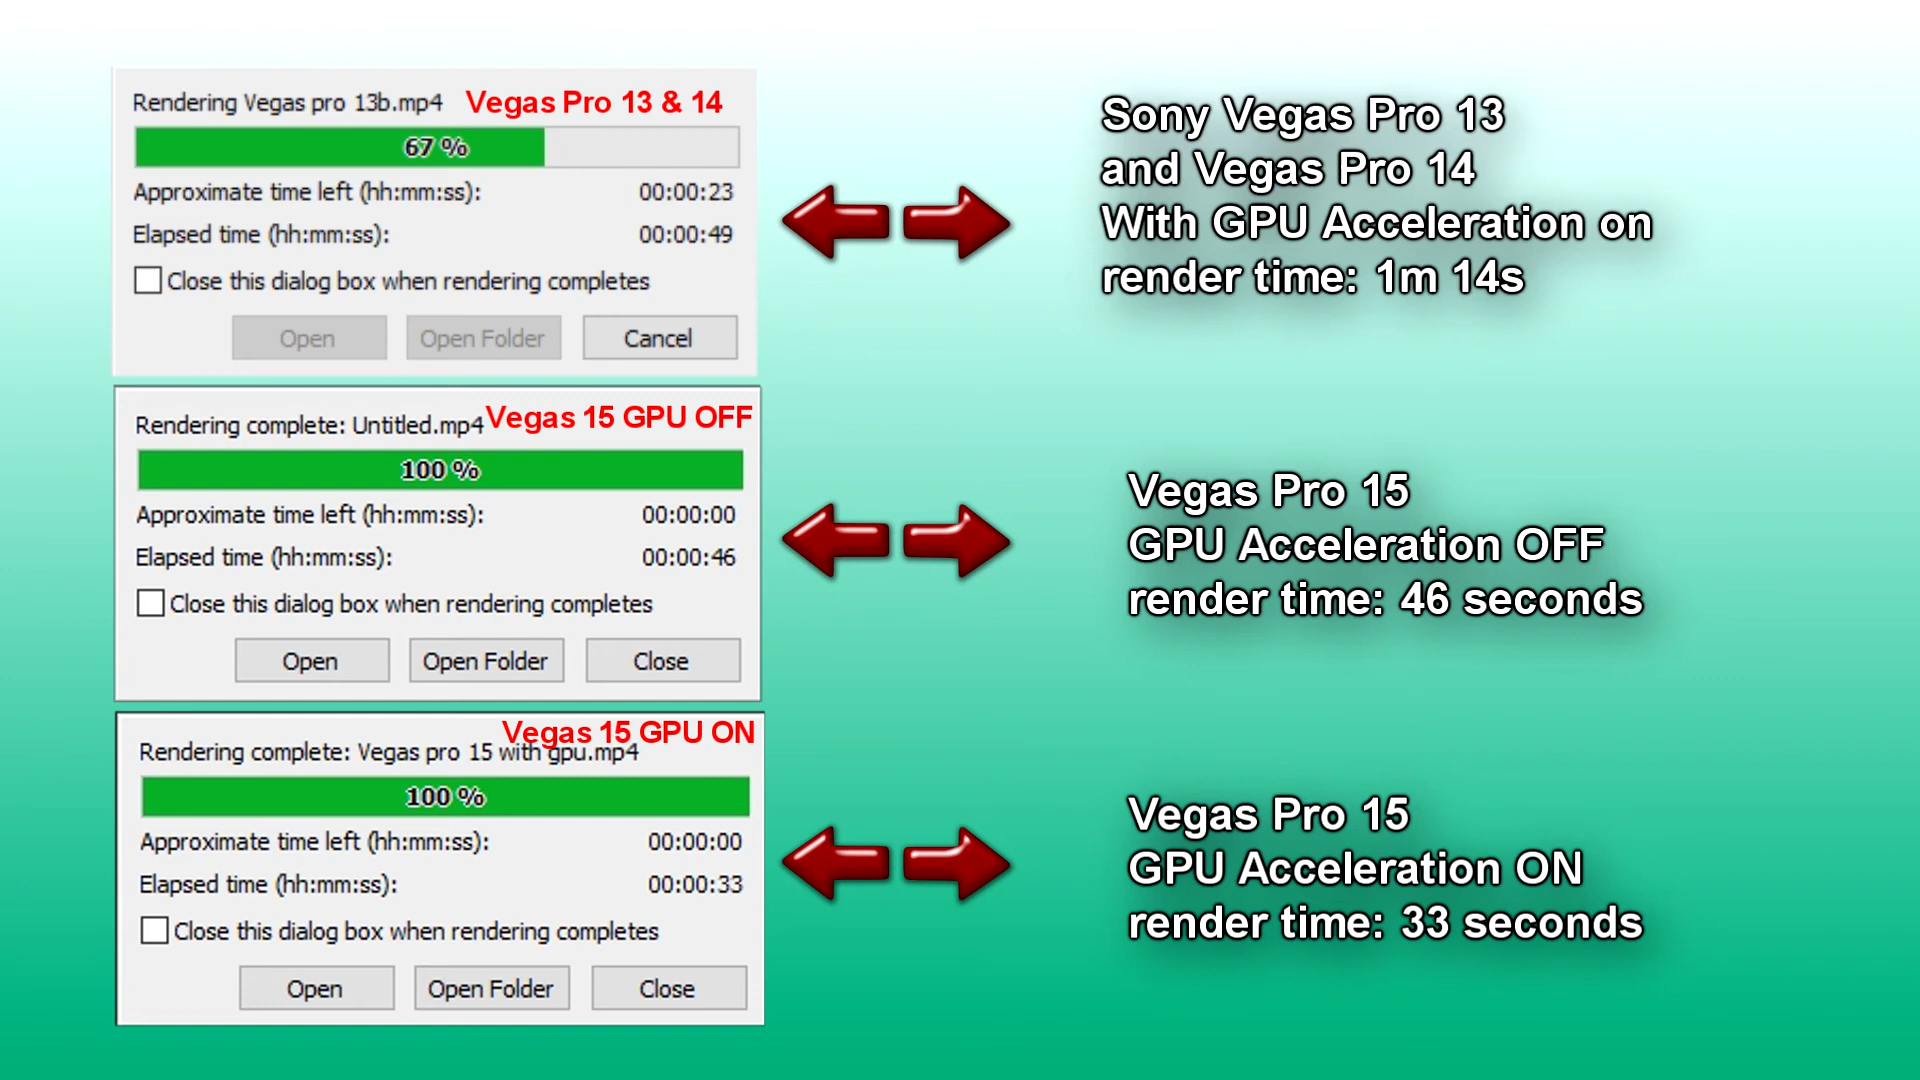 Rendering Vegas pro 13b.mp4 Vegas Pro 13 & 14
67 %
Approximate time left (hh:mm:ss): 00:00:23
Elapsed time (hh:mm:ss): 00:00:49
Close this dialog box when rendering completes
Open Open Folder Cancel
Sony Vegas Pro 13
and Vegas Pro 14
With GPU Acceleration on
render time: 1m 14s
Rendering complete: Untitled.mp4 Vegas 15 GPU OFF
100 %
Approximate time left (hh:mm:ss): 00:00:00
Elapsed time (hh:mm:ss): 00:00:46
Close this dialog box when rendering completes
Open Open Folder Close
Vegas Pro 15
GPU Acceleration OFF
render time: 46 seconds
Vegas 15 GPU ON
Rendering complete: Vegas pro 15 with gpu.mp4
100 %
Approximate time left (hh:mm:ss): 00:00:00
Elapsed time (hh:mm:ss): 00:00:33
Close this dialog box when rendering completes
Open Open Folder Close
Vegas Pro 15
GPU Acceleration ON
render time: 33 seconds